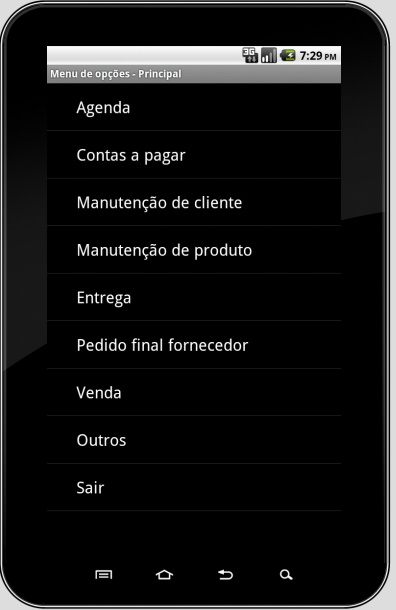 3G 7:29 PM
Menu de opções - Principal
Agenda
Contas a pagar
Manutenção de cliente
Manutenção de produto
Entrega
Pedido final fornecedor
Venda
Outros
Sair